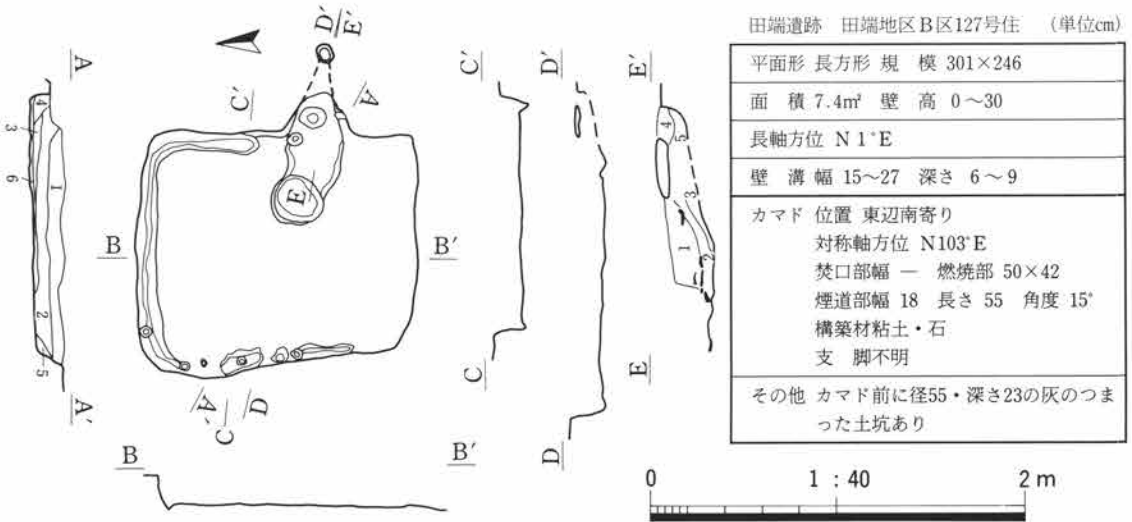 田端遺跡 田端地区B区127号住 (単位cm)
平面形 長方形 規 模 301×246
面 積 7.4m² 壁 高 0～30
長軸方位 N 1°E
壁 溝 幅 15～27 深さ 6～9
カマド 位置 東辺南寄り
対称軸方位 N103°E
焚口部幅 ― 燃焼部 50×42
煙道部幅 18 長さ 55 角度 15°
構築材粘土・石
支 脚不明
その他 カマド前に径55・深さ23の灰のつま
った土坑あり
A
A'
4
3
6
1
2
5
D'
E'
C'
A
E
B
B'
A'
C
D
B
B'
C'
C
D'
D
E'
4
5
3
1
2
E
0 1:40 2m